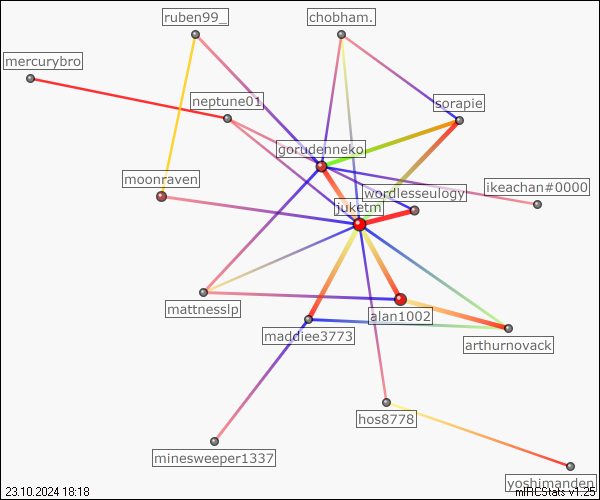 ruben99_
chobham.
mercurybro
neptune01
sorapie
gorudenneko
moonraven
wordlesseulogy
ikeachan#0000
juketm
mattnesslp
alan1002
maddiee3773
arthurnovack
hos8778
minesweeper1337
yoshimanden
23.10.2024 18:18
mIRCStats v1.25